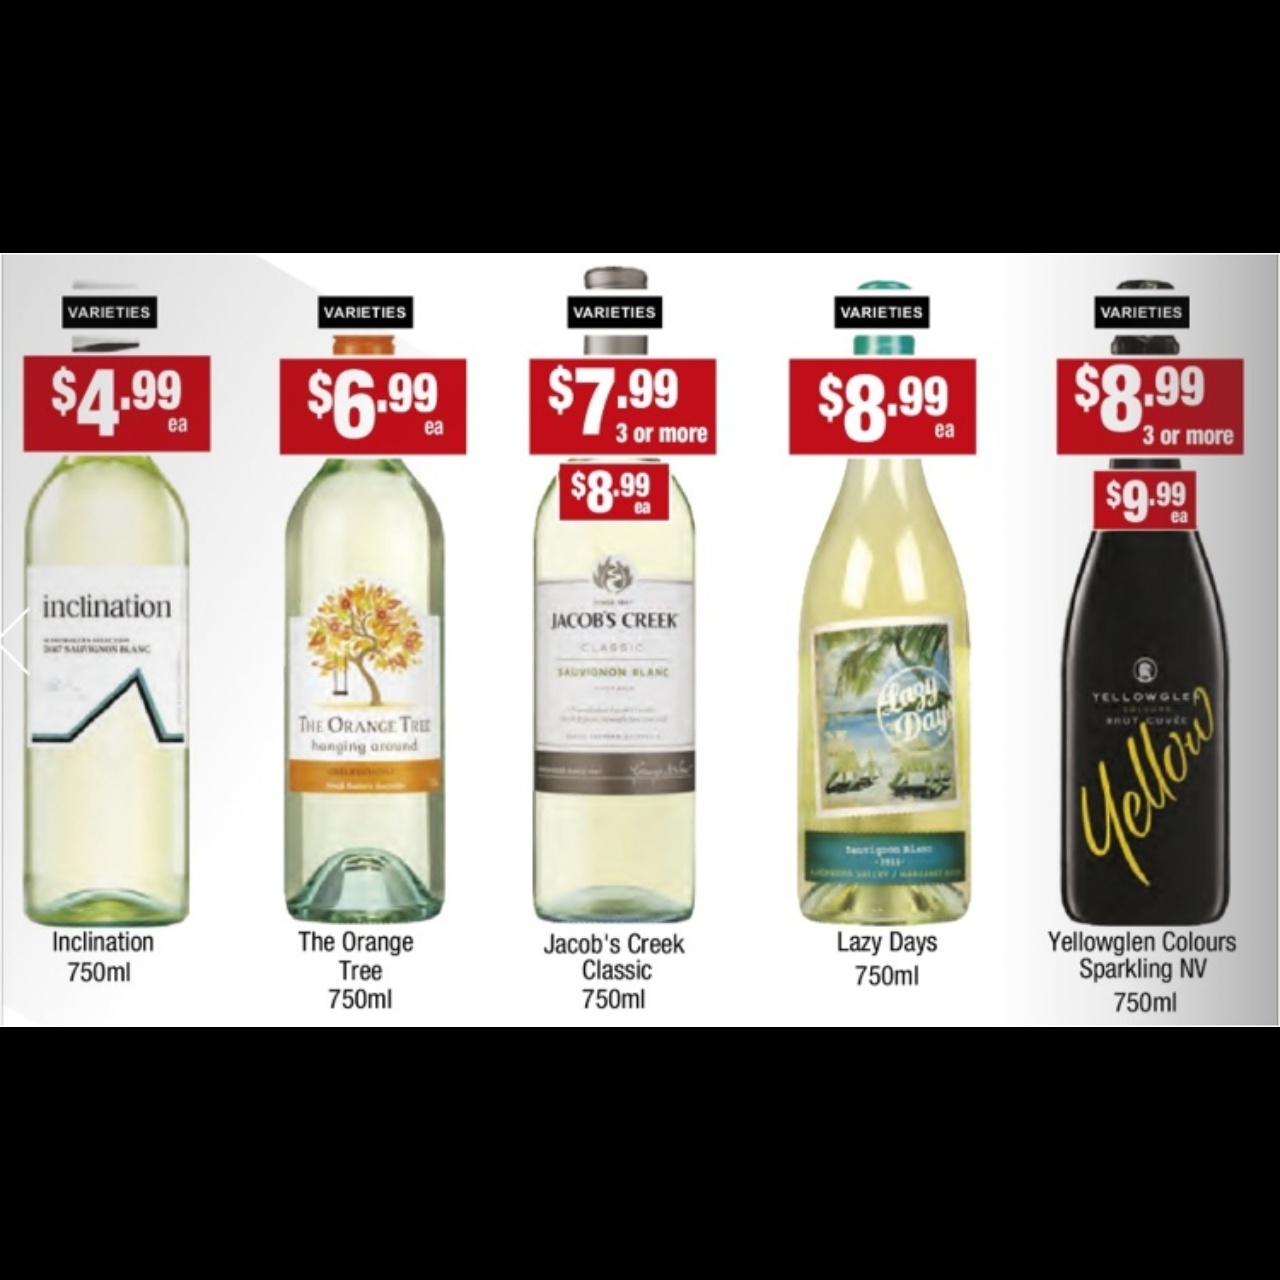 VARIETIES
$4.99
ea
inclination
2017 SAUVIGNON BLANC
Inclination
750ml
VARIETIES
$6.99
ea
THE ORANGE TREE
hanging around
The Orange
Tree
750ml
VARIETIES
$7.99
3 or more
$8.99
ea
JACOB'S CREEK
CLASSIC
SAUVIGNON BLANC
Jacob's Creek
Classic
750ml
VARIETIES
$8.99
ea
Lazy
Days
Sauvignon Blanc
Lazy Days
750ml
VARIETIES
$8.99
3 or more
$9.99
ea
YELLOWGLEN
COLOURS
BRUT CUVÉE
Yellow
Yellowglen Colours
Sparkling NV
750ml